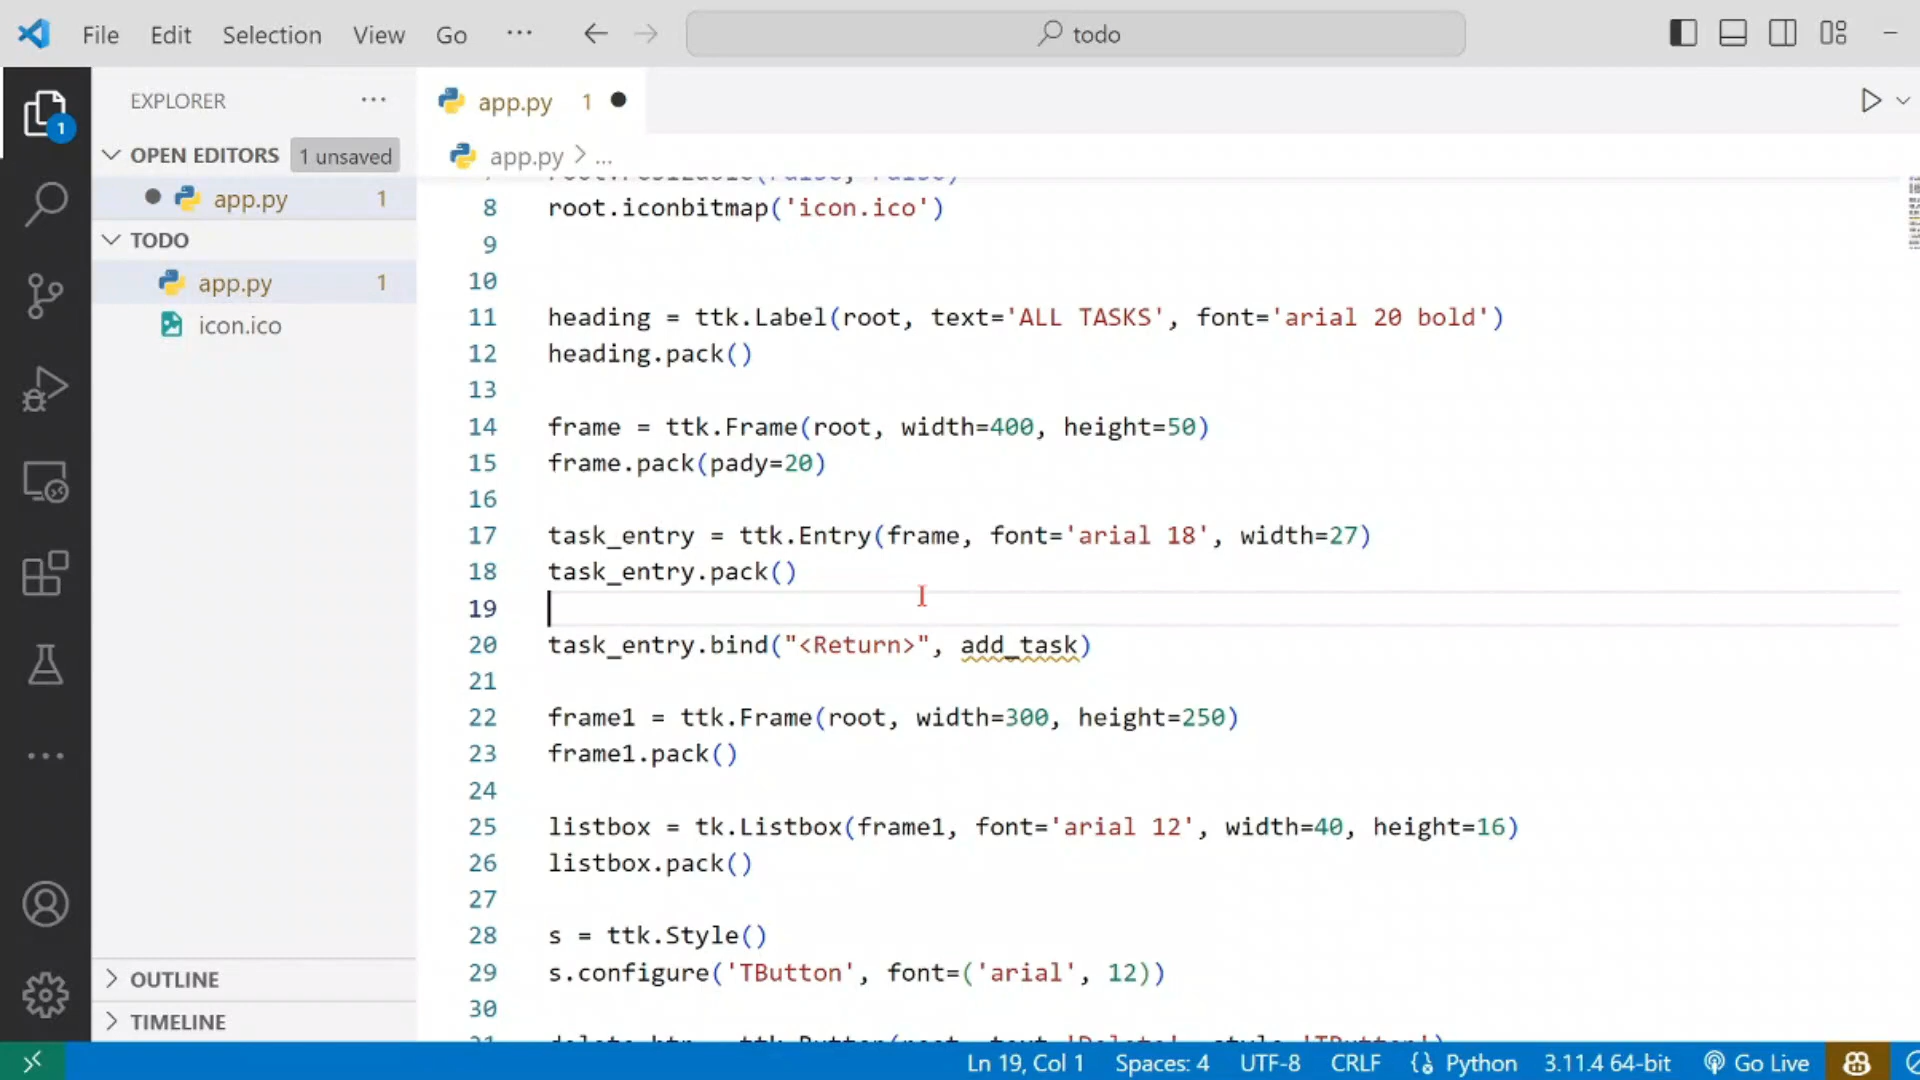 File Edit Selection View Go ··· todo
EXPLORER ···
OPEN EDITORS 1 unsaved
app.py 1
TODO
app.py 1
icon.ico
OUTLINE
TIMELINE
1
app.py 1
app.py > ...
8 root.iconbitmap('icon.ico')
9
10
11 heading = ttk.Label(root, text='ALL TASKS', font='arial 20 bold')
12 heading.pack()
13
14 frame = ttk.Frame(root, width=400, height=50)
15 frame.pack(pady=20)
16
17 task_entry = ttk.Entry(frame, font='arial 18', width=27)
18 task_entry.pack()
19
20 task_entry.bind("<Return>", add_task)
21
22 frame1 = ttk.Frame(root, width=300, height=250)
23 frame1.pack()
24
25 listbox = tk.Listbox(frame1, font='arial 12', width=40, height=16)
26 listbox.pack()
27
28 s = ttk.Style()
29 s.configure('TButton', font=('arial', 12))
30
Ln 19, Col 1 Spaces: 4 UTF-8 CRLF Python 3.11.4 64-bit Go Live